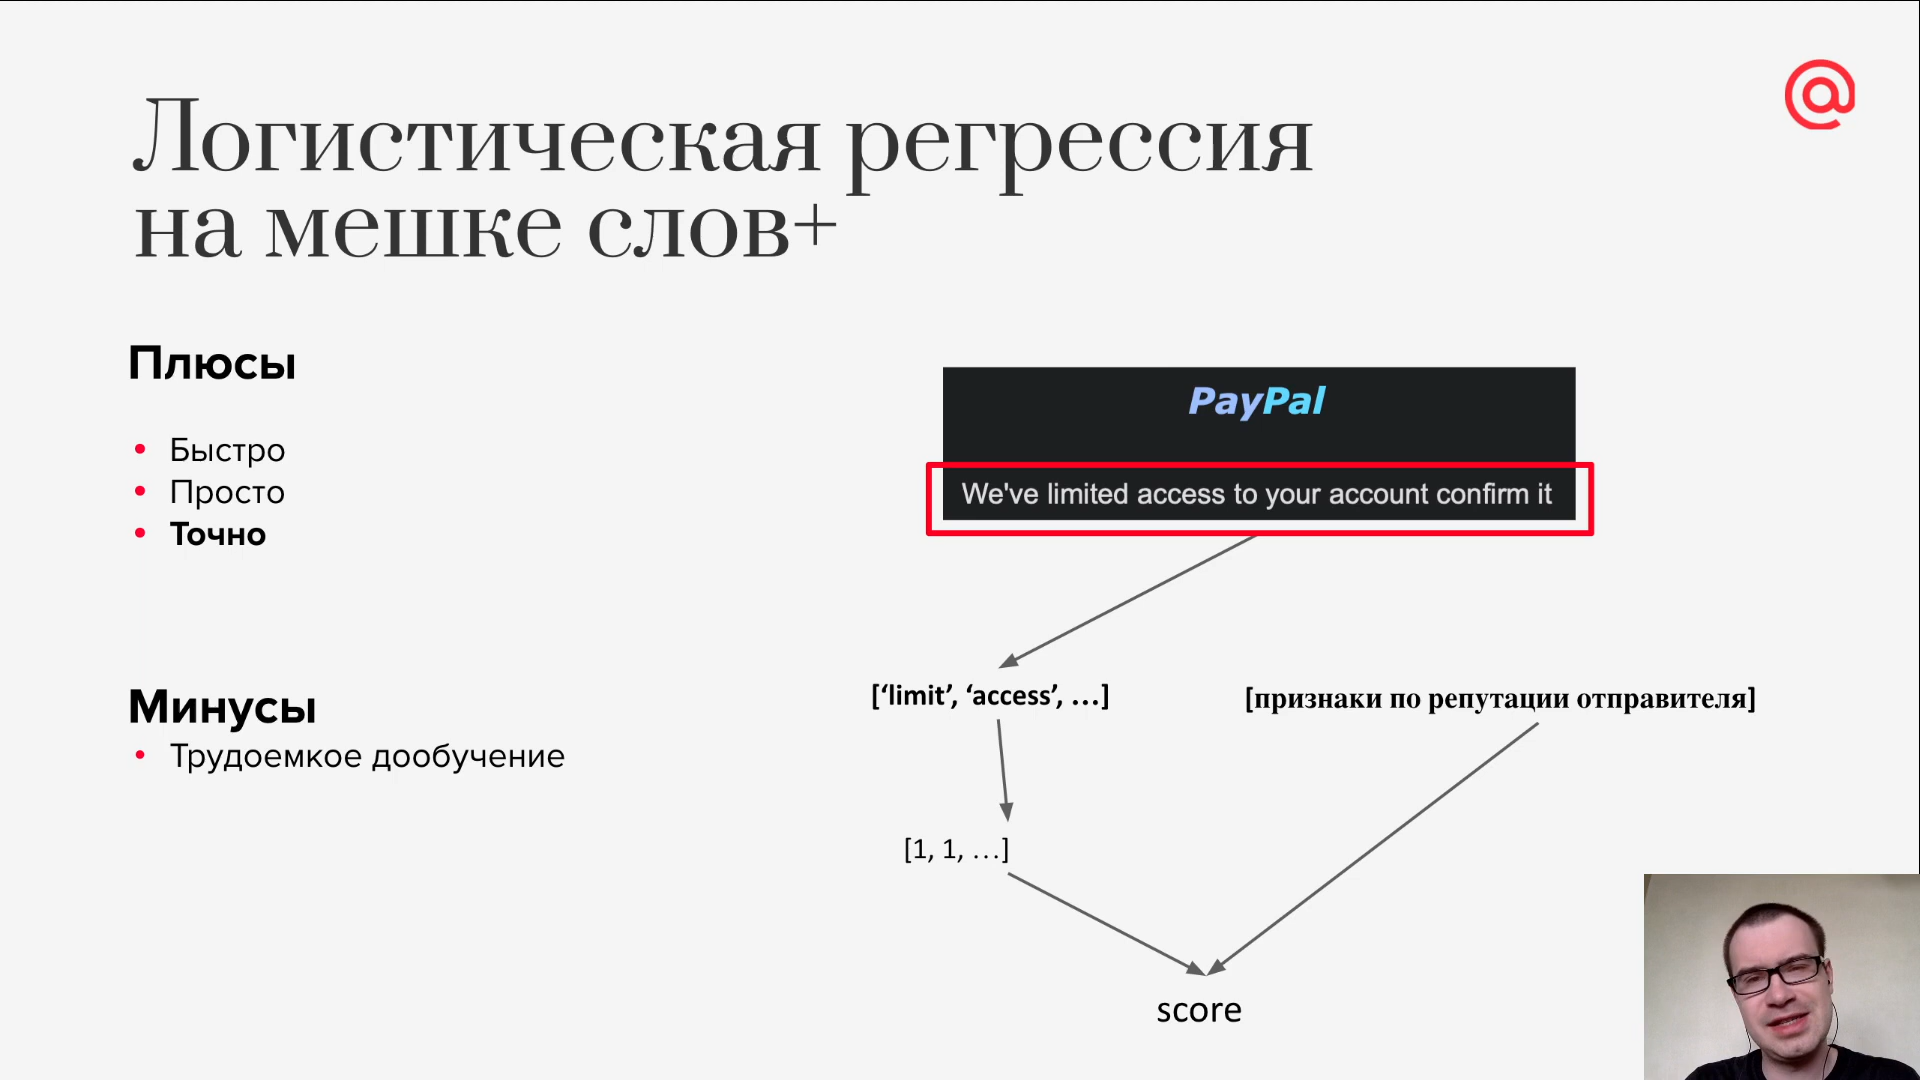 Логистическая регрессия
на мешке слов+
Плюсы
Быстро
Просто
Точно
Минусы
Трудоемкое дообучение
PayPal
We've limited access to your account confirm it
[‘limit’, ‘access’, …]
[признаки по репутации отправителя]
[1, 1, …]
score